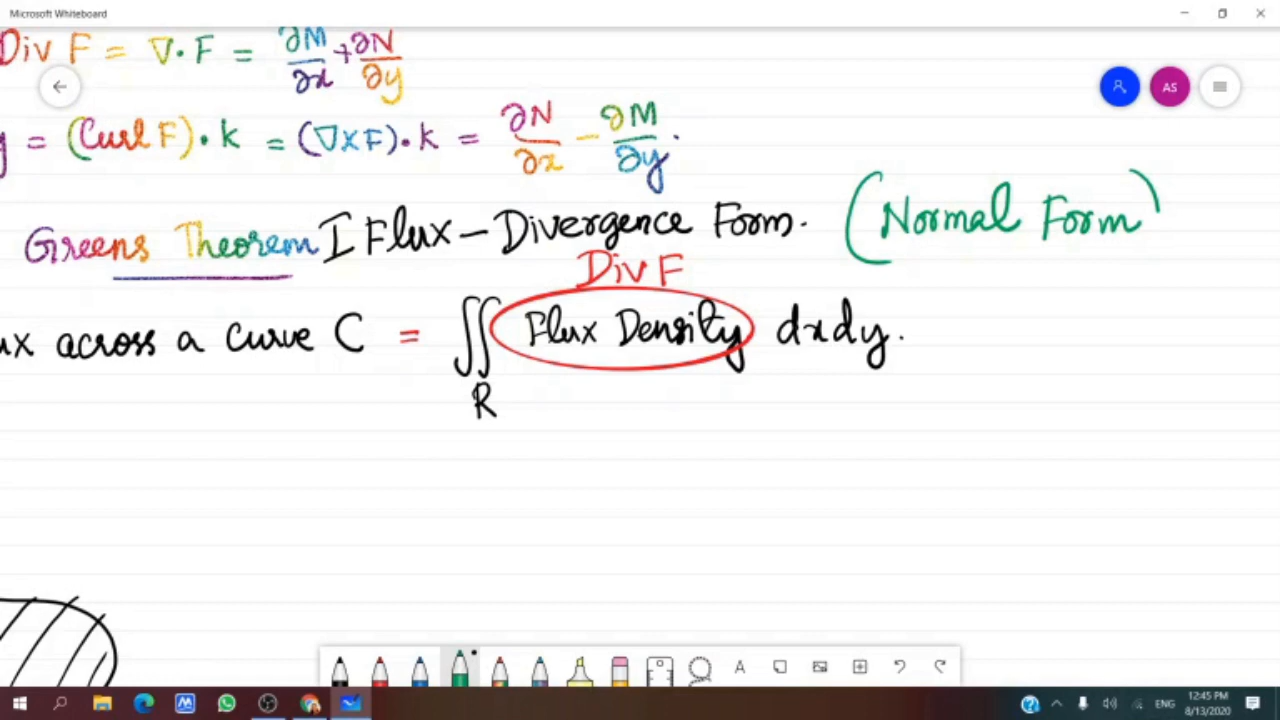 Microsoft Whiteboard
Div F = ∇·F = ∂M/∂x + ∂N/∂y
AS
= (Curl F)·k = (∇xF)·k = ∂N/∂x - ∂M/∂y.
Greens Theorem I Flux - Divergence Form. (Normal Form)
Div F
across a curve C = ∬ Flux Density dxdy.
R
A
ENG
12:45 PM
8/13/2020